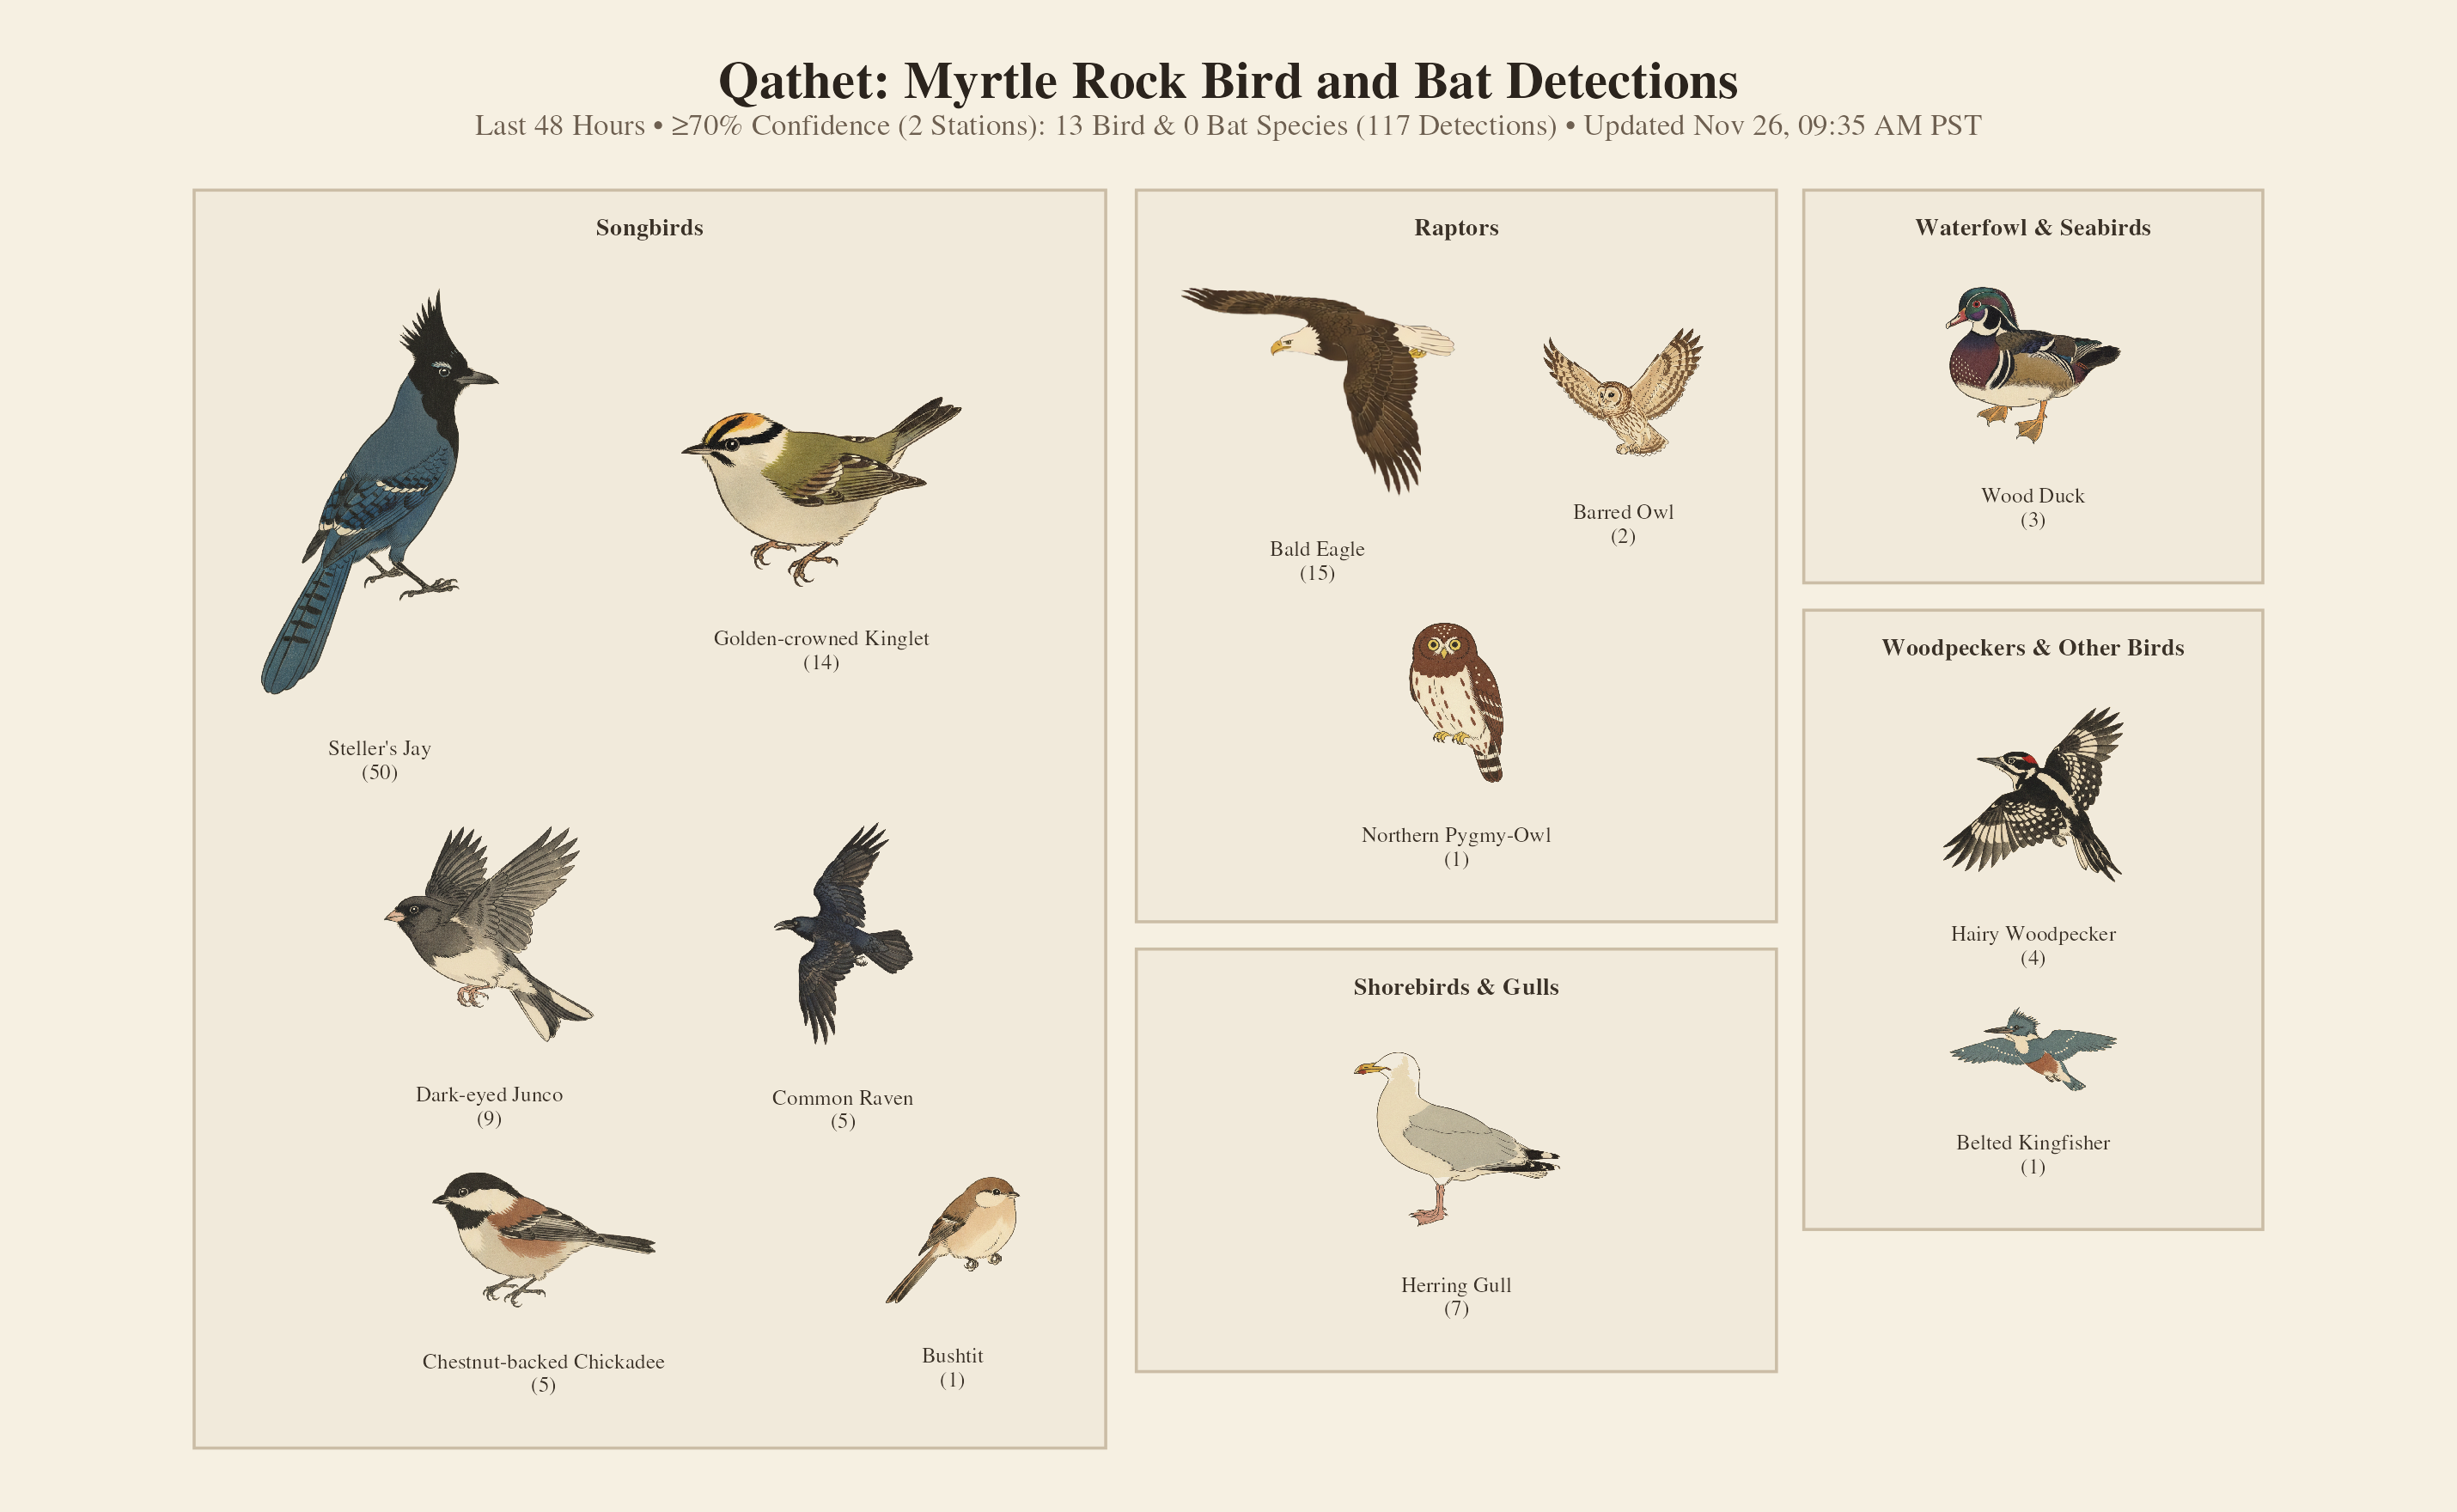 Qathet: Myrtle Rock Bird and Bat Detections
Last 48 Hours • ≥70% Confidence (2 Stations): 13 Bird & 0 Bat Species (117 Detections) • Updated Nov 26, 09:35 AM PST
Songbirds
Steller's Jay
(50)
Golden-crowned Kinglet
(14)
Dark-eyed Junco
(9)
Common Raven
(5)
Chestnut-backed Chickadee
(5)
Bushtit
(1)
Raptors
Bald Eagle
(15)
Barred Owl
(2)
Northern Pygmy-Owl
(1)
Shorebirds & Gulls
Herring Gull
(7)
Waterfowl & Seabirds
Wood Duck
(3)
Woodpeckers & Other Birds
Hairy Woodpecker
(4)
Belted Kingfisher
(1)